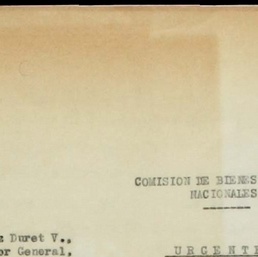 COMISION DE BIENES
NACIONALES
Duret V.,
or General,
URGENTE